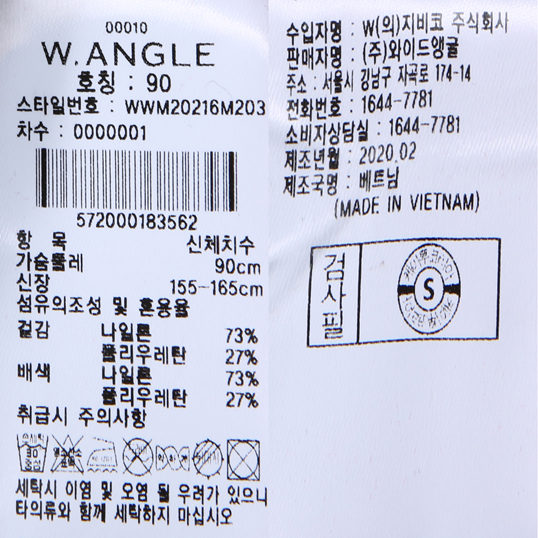 00010
W.ANGLE
호칭 : 90
스타일번호 : WWM20216M203
차수 : 0000001
572000183562
항 목 신체치수
가슴둘레 90cm
신장 155-165cm
섬유의조성 및 혼용율
겉감 나일론 73%
폴리우레탄 27%
배색 나일론 73%
폴리우레탄 27%
취급시 주의사항
손세탁
30
중성
세탁시 이염 및 오염 될 우려가 있으니
타의류와 함께 세탁하지 마십시오
수입자명 : W(의)지비코 주식회사
판매자명 : (주)와이드앵글
주소 : 서울시 강남구 자곡로 174-14
전화번호 : 1644-7781
소비자상담실 : 1644-7781
제조년월 : 2020.02
제조국명 : 베트남
(MADE IN VIETNAM)
검사필
S